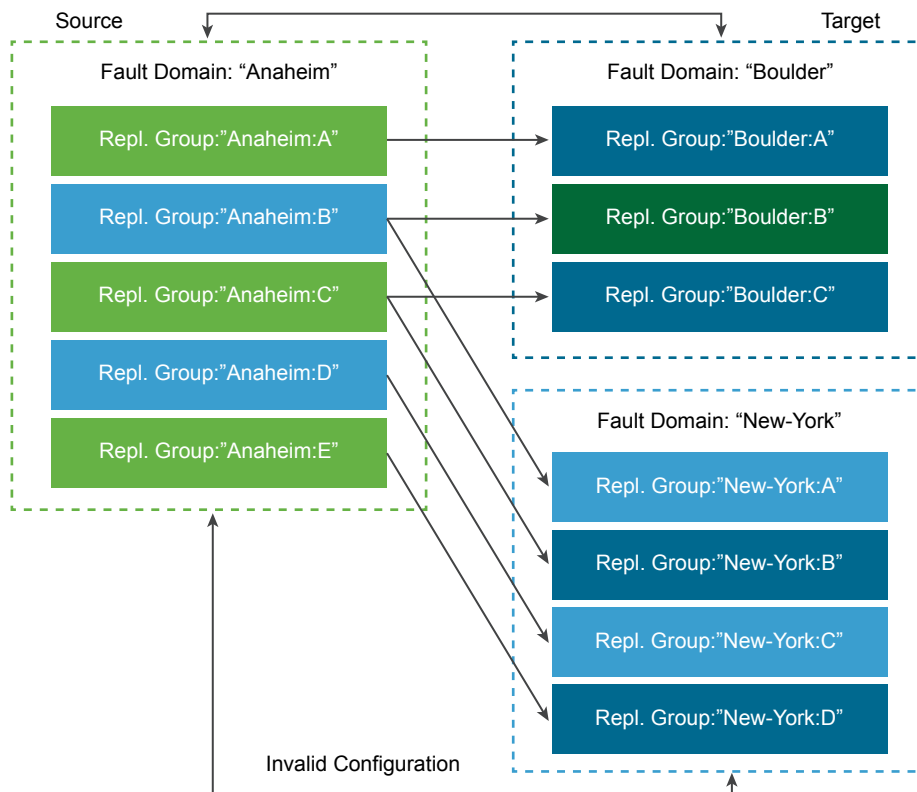 Source
Target
Fault Domain: “Anaheim”
Repl. Group:”Anaheim:A”
Repl. Group:”Anaheim:B”
Repl. Group:”Anaheim:C”
Repl. Group:”Anaheim:D”
Repl. Group:”Anaheim:E”
Fault Domain: “Boulder”
Repl. Group:”Boulder:A”
Repl. Group:”Boulder:B”
Repl. Group:”Boulder:C”
Fault Domain: “New-York”
Repl. Group:”New-York:A”
Repl. Group:”New-York:B”
Repl. Group:”New-York:C”
Repl. Group:”New-York:D”
Invalid Configuration